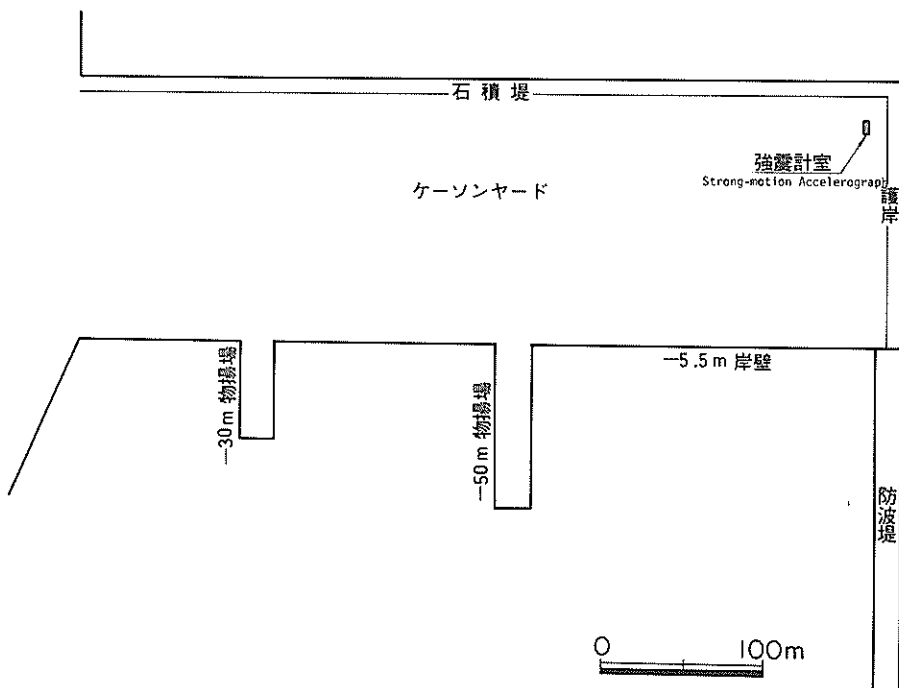 石積堤
強震計室
Strong-motion Accelerograph
ケーソンヤード
護岸
-30m 物揚場
-50m 物揚場
-5.5m 岸壁
防波堤
0 100m